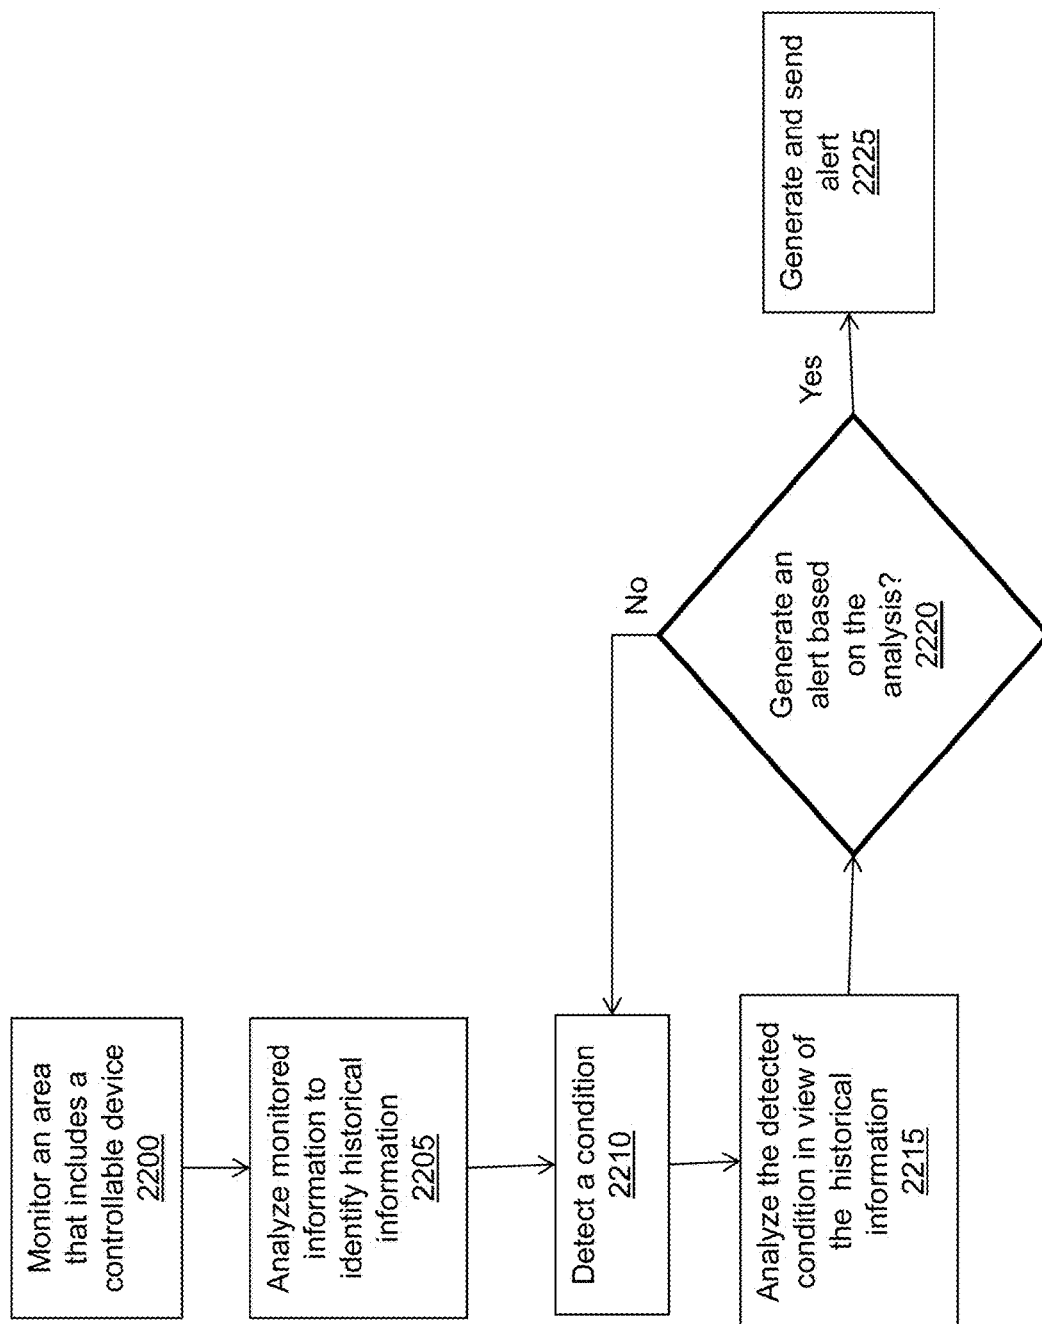 Monitor an area
that includes a
controllable device
2200
Analyze monitored
information to
identify historical
information
2205
Detect a condition
2210
Analyze the detected
condition in view of
the historical
information
2215
Generate an
alert based
on the
analysis?
2220
No
Yes
Generate and send
alert
2225